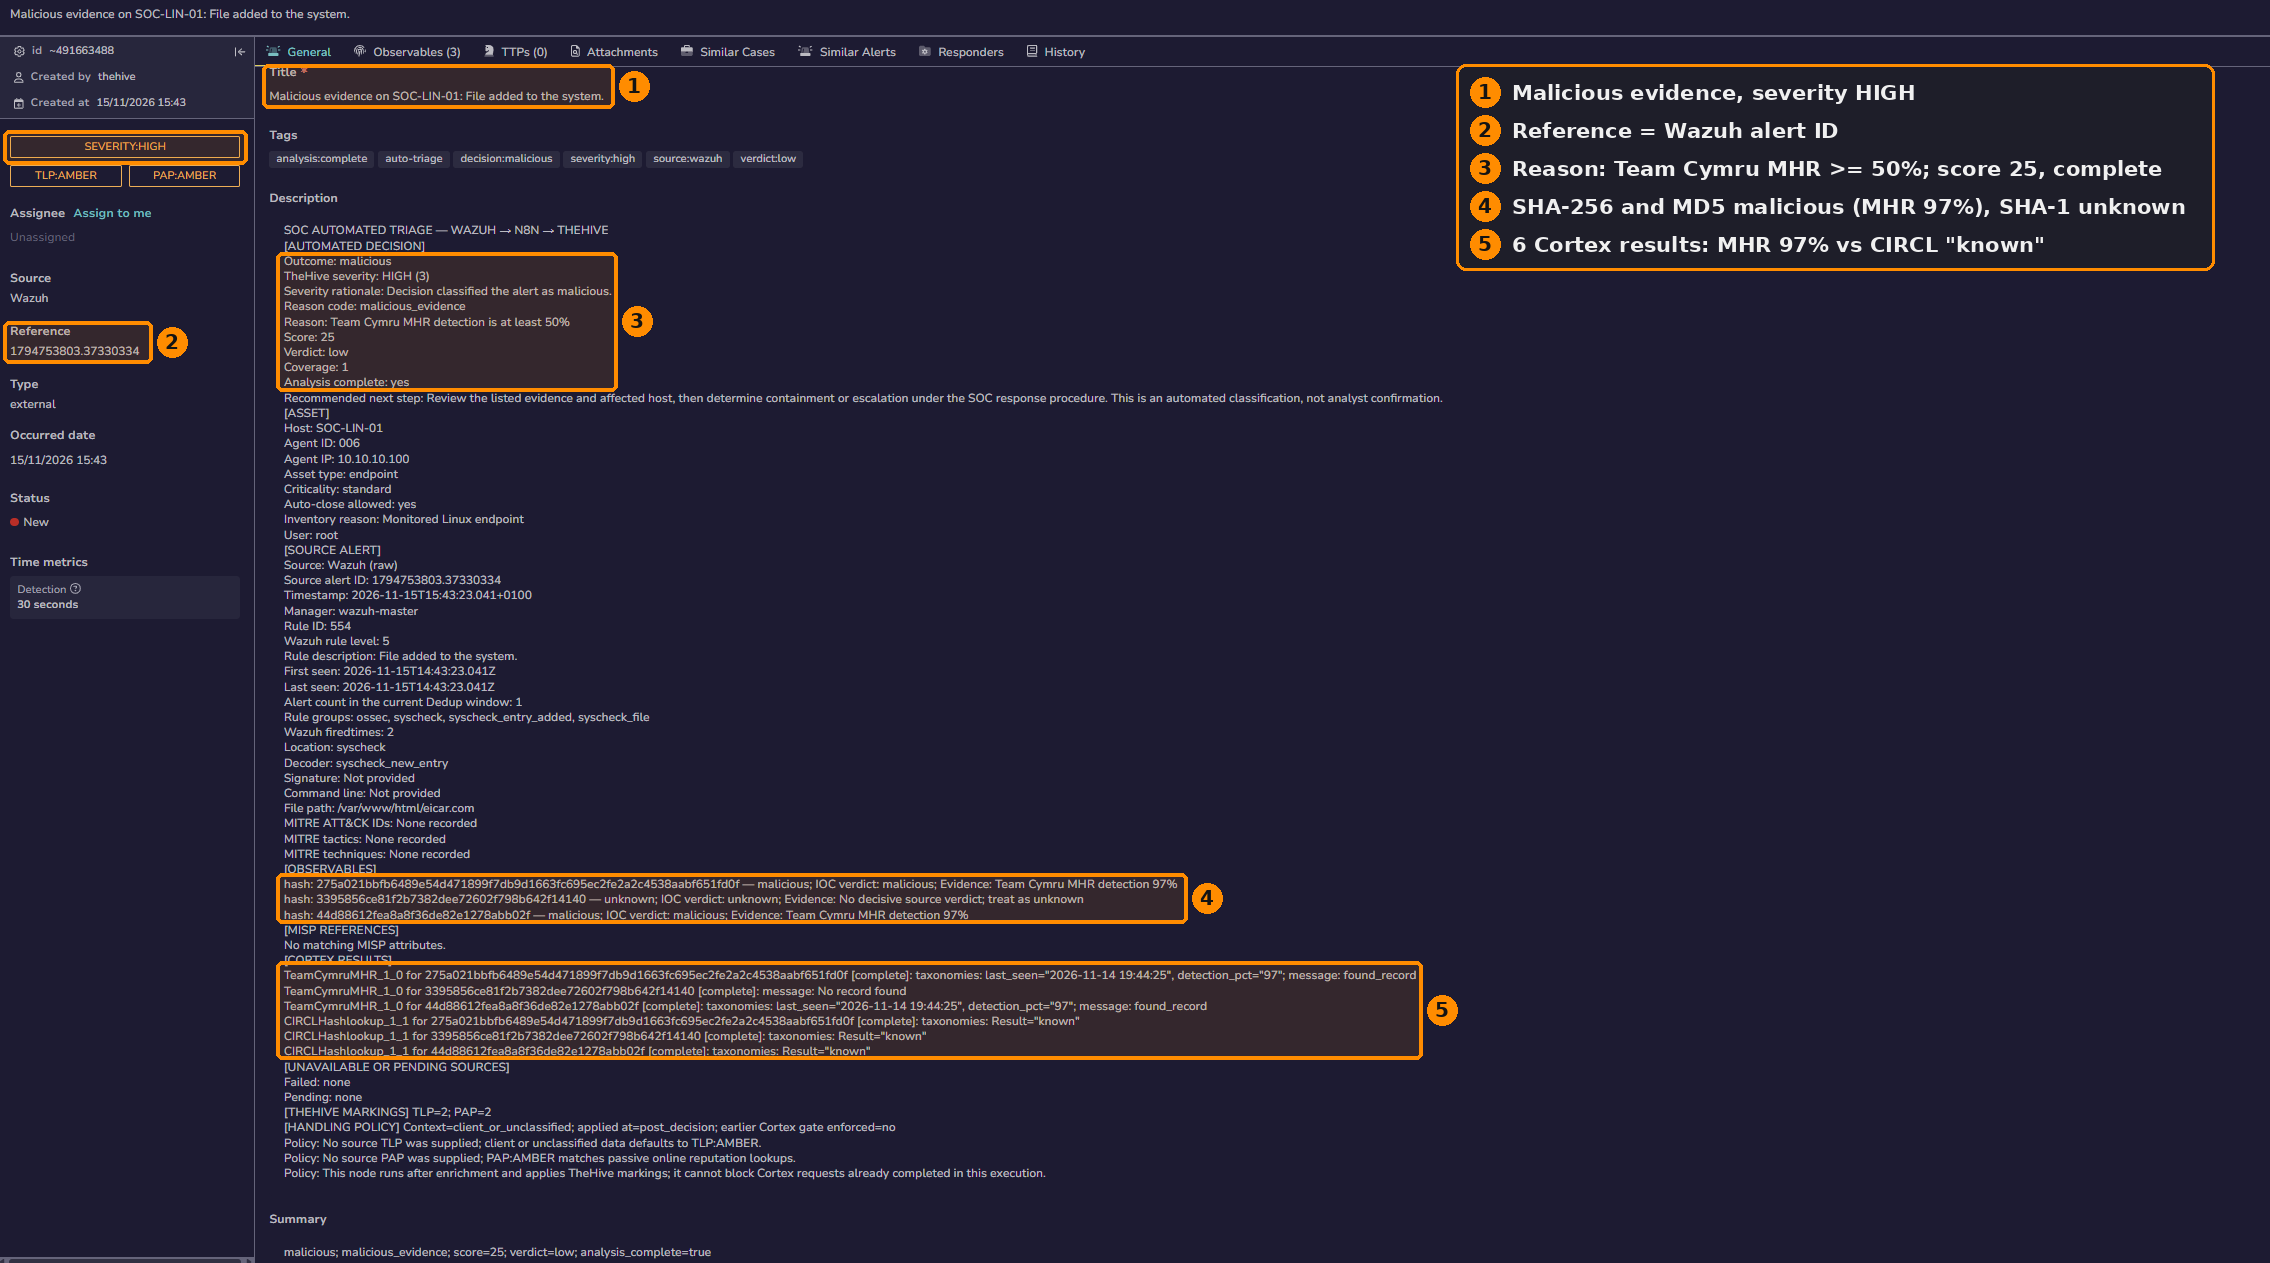 Malicious evidence on SOC-LIN-01: File added to the system.
id ~491663488
Created by thehive
Created at 15/11/2026 15:43
SEVERITY:HIGH
TLP:AMBER PAP:AMBER
Assignee Assign to me
Unassigned
Source
Wazuh
Reference
1794753803.37330334
2
Type
external
Occurred date
15/11/2026 15:43
Status
New
Time metrics
Detection
30 seconds
General Observables (3) TTPs (0) Attachments Similar Cases Similar Alerts Responders History
Title *
Malicious evidence on SOC-LIN-01: File added to the system.
1
Tags
analysis:complete auto-triage decision:malicious severity:high source:wazuh verdict:low
Description
SOC AUTOMATED TRIAGE — WAZUH → N8N → THEHIVE
[AUTOMATED DECISION]
Outcome: malicious
TheHive severity: HIGH (3)
Severity rationale: Decision classified the alert as malicious.
Reason code: malicious_evidence
Reason: Team Cymru MHR detection is at least 50%
Score: 25
Verdict: low
Coverage: 1
Analysis complete: yes
3
Recommended next step: Review the listed evidence and affected host, then determine containment or escalation under the SOC response procedure. This is an automated classification, not analyst confirmation.
[ASSET]
Host: SOC-LIN-01
Agent ID: 006
Agent IP: 10.10.10.100
Asset type: endpoint
Criticality: standard
Auto-close allowed: yes
Inventory reason: Monitored Linux endpoint
User: root
[SOURCE ALERT]
Source: Wazuh (raw)
Source alert ID: 1794753803.37330334
Timestamp: 2026-11-15T15:43:23.041+0100
Manager: wazuh-master
Rule ID: 554
Wazuh rule level: 5
Rule description: File added to the system.
First seen: 2026-11-15T14:43:23.041Z
Last seen: 2026-11-15T14:43:23.041Z
Alert count in the current Dedup window: 1
Rule groups: ossec, syscheck, syscheck_entry_added, syscheck_file
Wazuh firedtimes: 2
Location: syscheck
Decoder: syscheck_new_entry
Signature: Not provided
Command line: Not provided
File path: /var/www/html/eicar.com
MITRE ATT&CK IDs: None recorded
MITRE tactics: None recorded
MITRE techniques: None recorded
[OBSERVABLES]
hash: 275a021bbfb6489e54d471899f7db9d1663fc695ec2fe2a2c4538aabf651fd0f — malicious; IOC verdict: malicious; Evidence: Team Cymru MHR detection 97%
hash: 3395856ce81f2b7382dee72602f798b642f14140 — unknown; IOC verdict: unknown; Evidence: No decisive source verdict; treat as unknown
hash: 44d88612fea8a8f36de82e1278abb02f — malicious; IOC verdict: malicious; Evidence: Team Cymru MHR detection 97%
4
[MISP REFERENCES]
No matching MISP attributes.
[CORTEX RESULTS]
TeamCymruMHR_1_0 for 275a021bbfb6489e54d471899f7db9d1663fc695ec2fe2a2c4538aabf651fd0f [complete]: taxonomies: last_seen="2026-11-14 19:44:25", detection_pct="97"; message: found_record
TeamCymruMHR_1_0 for 3395856ce81f2b7382dee72602f798b642f14140 [complete]: message: No record found
TeamCymruMHR_1_0 for 44d88612fea8a8f36de82e1278abb02f [complete]: taxonomies: last_seen="2026-11-14 19:44:25", detection_pct="97"; message: found_record
CIRCLHashlookup_1_1 for 275a021bbfb6489e54d471899f7db9d1663fc695ec2fe2a2c4538aabf651fd0f [complete]: taxonomies: Result="known"
CIRCLHashlookup_1_1 for 3395856ce81f2b7382dee72602f798b642f14140 [complete]: taxonomies: Result="known"
CIRCLHashlookup_1_1 for 44d88612fea8a8f36de82e1278abb02f [complete]: taxonomies: Result="known"
5
[UNAVAILABLE OR PENDING SOURCES]
Failed: none
Pending: none
[THEHIVE MARKINGS] TLP=2; PAP=2
[HANDLING POLICY] Context=client_or_unclassified; applied at=post_decision; earlier Cortex gate enforced=no
Policy: No source TLP was supplied; client or unclassified data defaults to TLP:AMBER.
Policy: No source PAP was supplied; PAP:AMBER matches passive online reputation lookups.
Policy: This node runs after enrichment and applies TheHive markings; it cannot block Cortex requests already completed in this execution.
Summary
malicious; malicious_evidence; score=25; verdict=low; analysis_complete=true
1 Malicious evidence, severity HIGH
2 Reference = Wazuh alert ID
3 Reason: Team Cymru MHR >= 50%; score 25, complete
4 SHA-256 and MD5 malicious (MHR 97%), SHA-1 unknown
5 6 Cortex results: MHR 97% vs CIRCL "known"